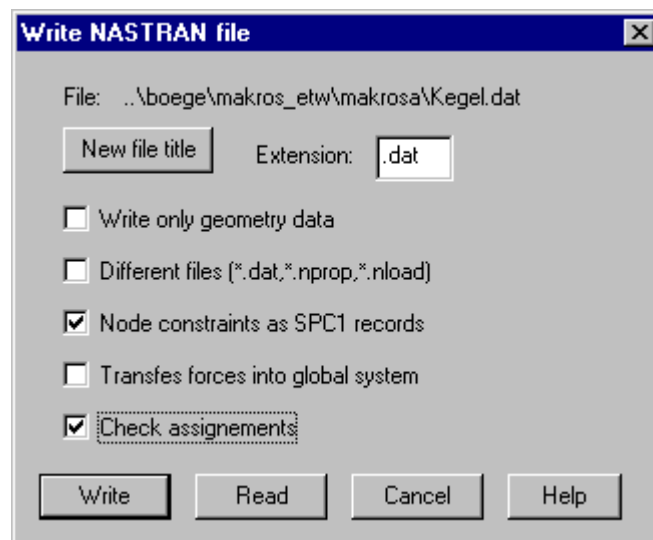 Write NASTRAN file
File: ..\boege\makros_etw\makrosa\Kegel.dat
New file title Extension: .dat
Write only geometry data
Different files (*.dat,*.nprop,*.nload)
Node constraints as SPC1 records
Transfes forces into global system
Check assignements
Write Read Cancel Help